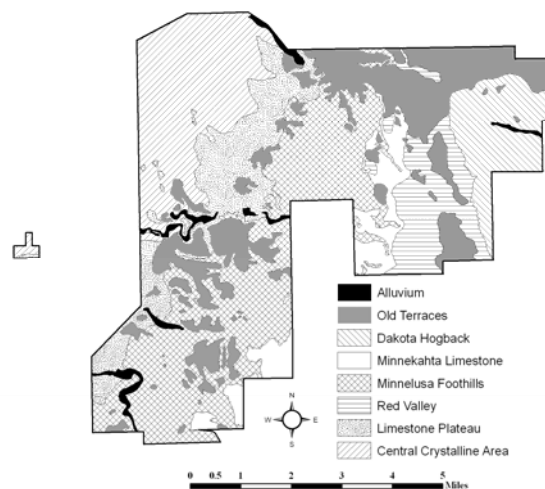 Alluvium
Old Terraces
Dakota Hogback
Minnekahta Limestone
Minnelusa Foothills
Red Valley
Limestone Plateau
Central Crystalline Area
N
W E
S
0 0.5 1 2 3 4 5
Miles